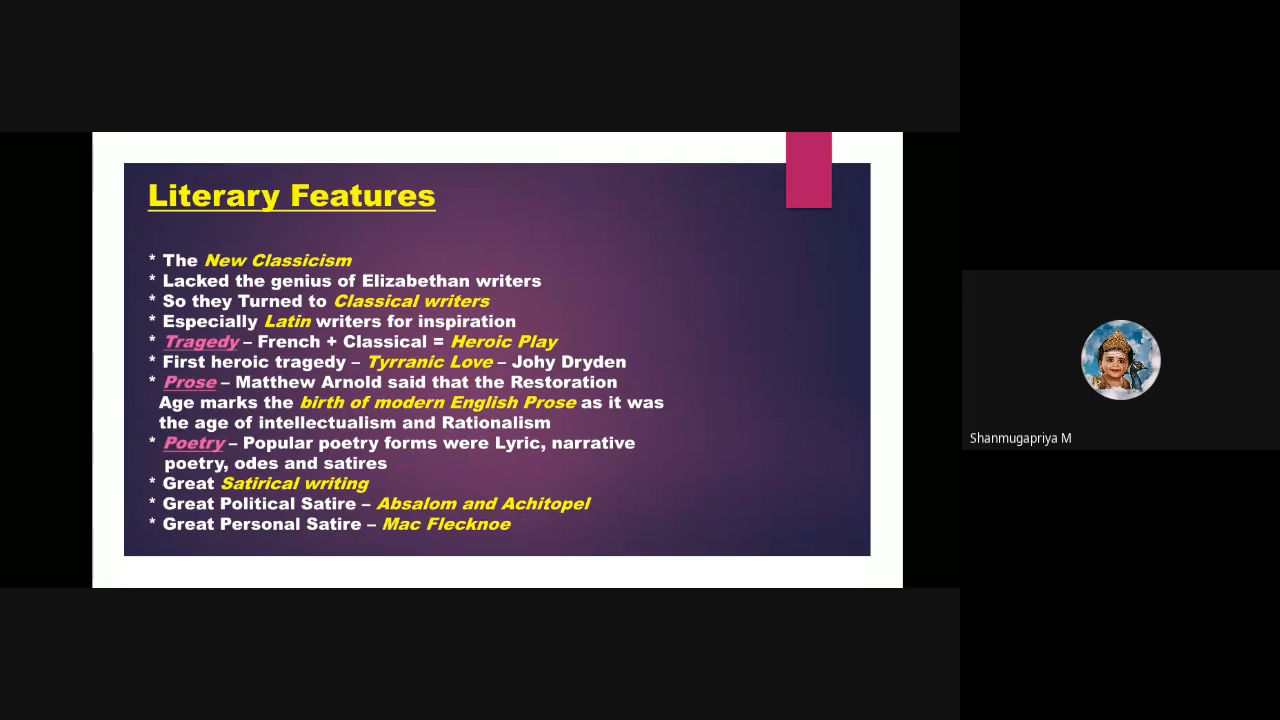 Literary Features
* The New Classicism
* Lacked the genius of Elizabethan writers
* So they Turned to Classical writers
* Especially Latin writers for inspiration
* Tragedy – French + Classical = Heroic Play
* First heroic tragedy – Tyrranic Love – Johy Dryden
* Prose – Matthew Arnold said that the Restoration
Age marks the birth of modern English Prose as it was
the age of intellectualism and Rationalism
* Poetry – Popular poetry forms were Lyric, narrative
poetry, odes and satires
* Great Satirical writing
* Great Political Satire – Absalom and Achitopel
* Great Personal Satire – Mac Flecknoe
Shanmugapriya M